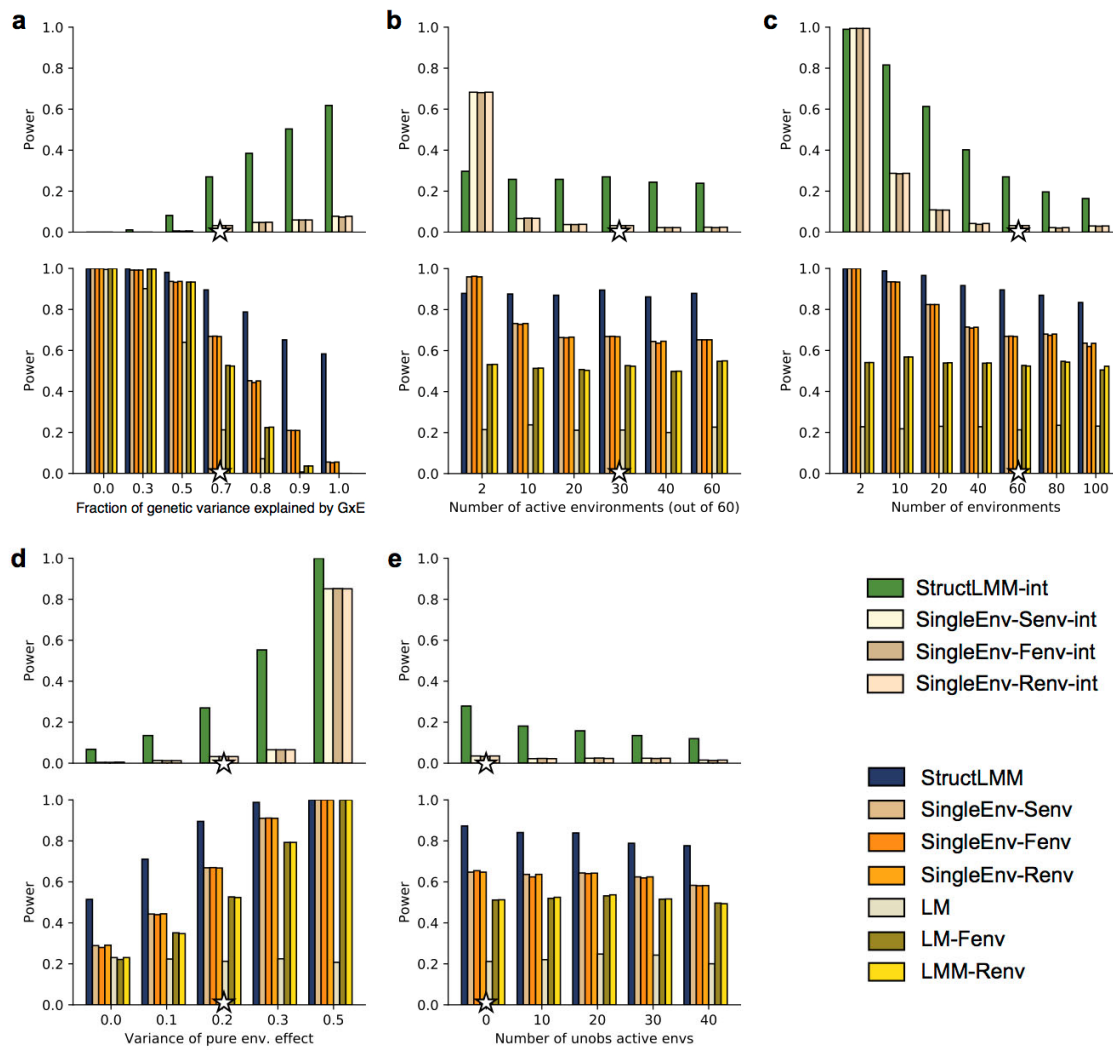 a
b
c
1.0
0.8
0.6
0.4
0.2
0.0
Power
1.0
0.8
0.6
0.4
0.2
0.0
Power
1.0
0.8
0.6
0.4
0.2
0.0
Power
1.0
0.8
0.6
0.4
0.2
0.0
Power
0.0 0.3 0.5 0.7 0.8 0.9 1.0
Fraction of genetic variance explained by GxE
1.0
0.8
0.6
0.4
0.2
0.0
Power
2 10 20 30 40 60
Number of active environments (out of 60)
1.0
0.8
0.6
0.4
0.2
0.0
Power
2 10 20 40 60 80 100
Number of environments
d
e
1.0
0.8
0.6
0.4
0.2
0.0
Power
1.0
0.8
0.6
0.4
0.2
0.0
Power
1.0
0.8
0.6
0.4
0.2
0.0
Power
0.0 0.1 0.2 0.3 0.5
Variance of pure env. effect
1.0
0.8
0.6
0.4
0.2
0.0
Power
0 10 20 30 40
Number of unobs active envs
StructLMM-int
SingleEnv-Senv-int
SingleEnv-Fenv-int
SingleEnv-Renv-int
StructLMM
SingleEnv-Senv
SingleEnv-Fenv
SingleEnv-Renv
LM
LM-Fenv
LMM-Renv